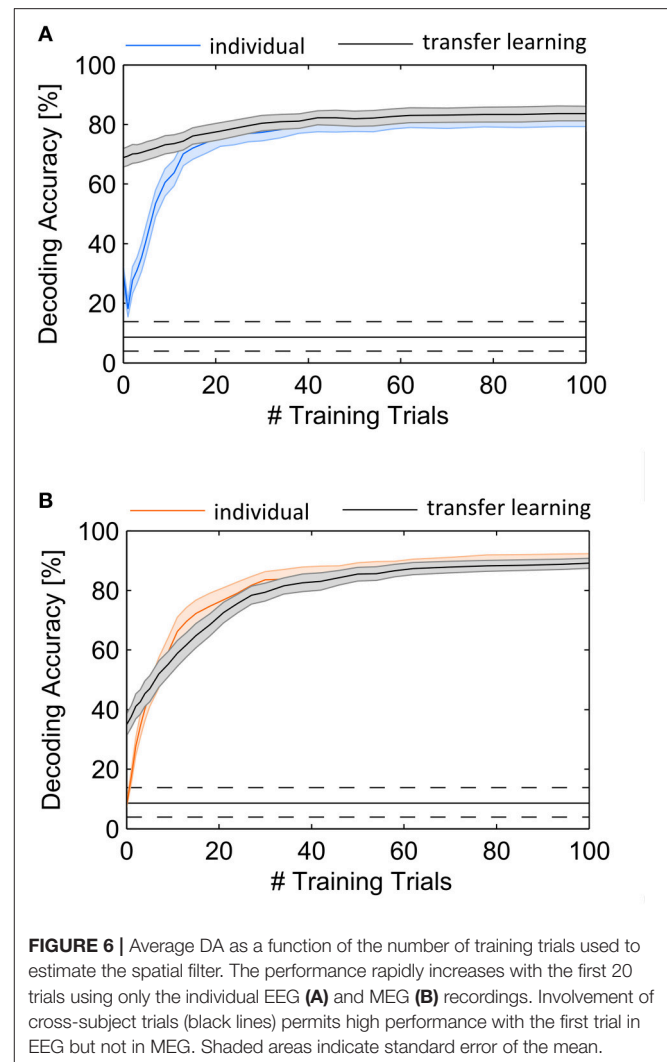 A
individual
transfer learning
Decoding Accuracy [%]
100
80
60
40
20
0
0 20 40 60 80 100
# Training Trials
B
individual
transfer learning
Decoding Accuracy [%]
100
80
60
40
20
0
0 20 40 60 80 100
# Training Trials
FIGURE 6 | Average DA as a function of the number of training trials used to
estimate the spatial filter. The performance rapidly increases with the first 20
trials using only the individual EEG (A) and MEG (B) recordings. Involvement of
cross-subject trials (black lines) permits high performance with the first trial in
EEG but not in MEG. Shaded areas indicate standard error of the mean.